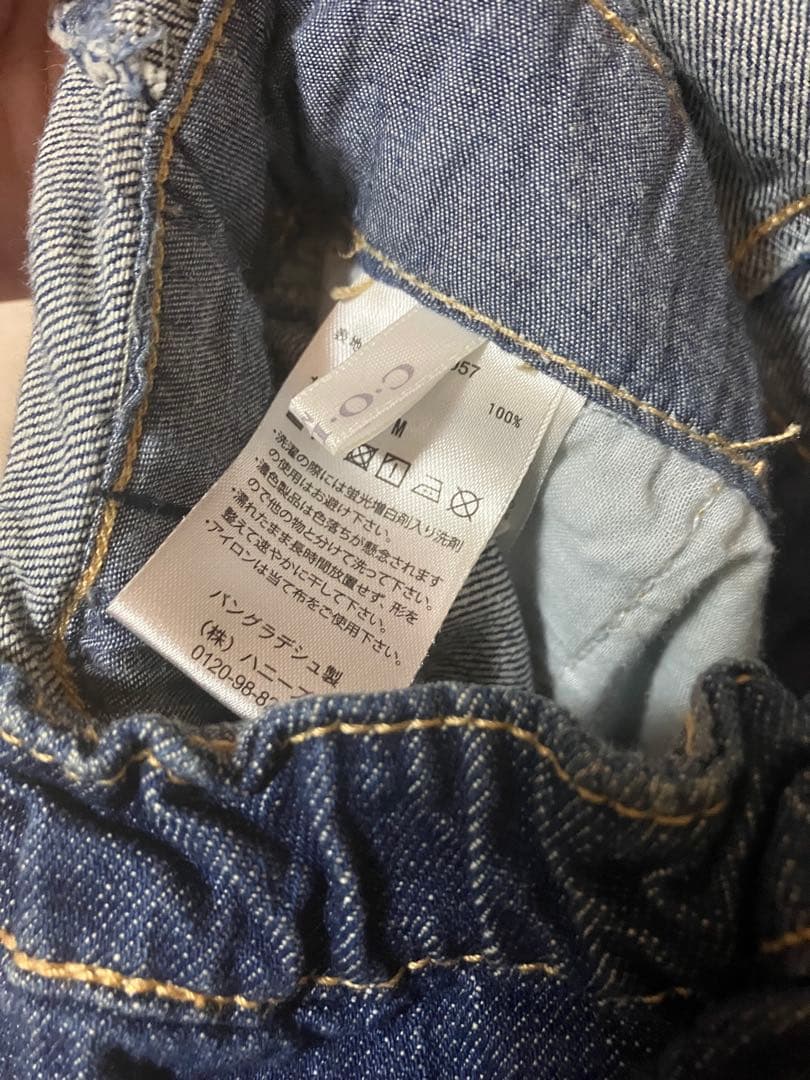 表地
057
100%
C.O.
M
・洗濯の際には蛍光増白剤入り洗剤
の使用はお避け下さい。
・濃色製品は色落ちが懸念されます
ので他の物と分けて洗って下さい。
・濡れたまま長時間放置せず、形を
整えて速やかに干して下さい。
・アイロンは当て布をご使用下さい。
バングラデシュ製
(株) ハニーズ
0120-98-8